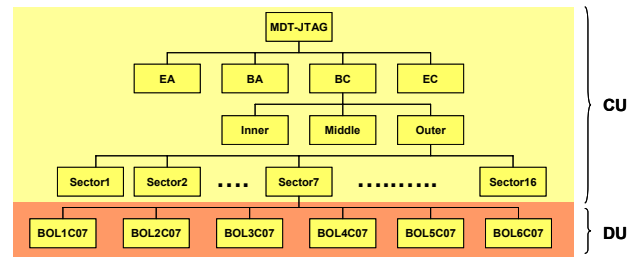 MDT-JTAG
EA BA BC EC
CU
Inner Middle Outer
Sector1 Sector2 .... Sector7 .......... Sector16
BOL1C07 BOL2C07 BOL3C07 BOL4C07 BOL5C07 BOL6C07
DU